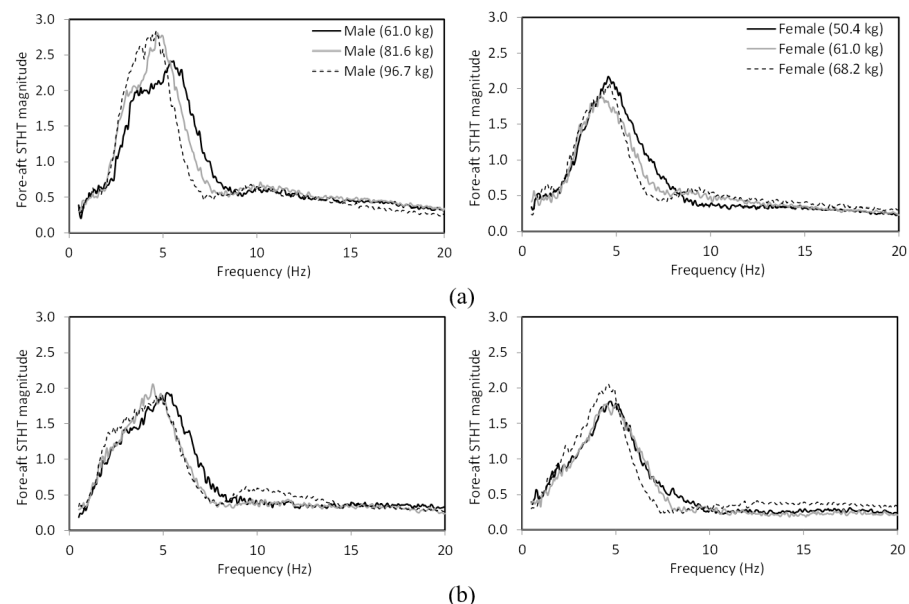 3.0
2.5
2.0
1.5
1.0
0.5
0.0
Fore-aft STHT magnitude
Male (61.0 kg)
Male (81.6 kg)
Male (96.7 kg)
0 5 10 15 20
Frequency (Hz)
3.0
2.5
2.0
1.5
1.0
0.5
0.0
Fore-aft STHT magnitude
Female (50.4 kg)
Female (61.0 kg)
Female (68.2 kg)
0 5 10 15 20
Frequency (Hz)
(a)
3.0
2.5
2.0
1.5
1.0
0.5
0.0
Fore-aft STHT magnitude
0 5 10 15 20
Frequency (Hz)
3.0
2.5
2.0
1.5
1.0
0.5
0.0
Fore-aft STHT magnitude
0 5 10 15 20
Frequency (Hz)
(b)